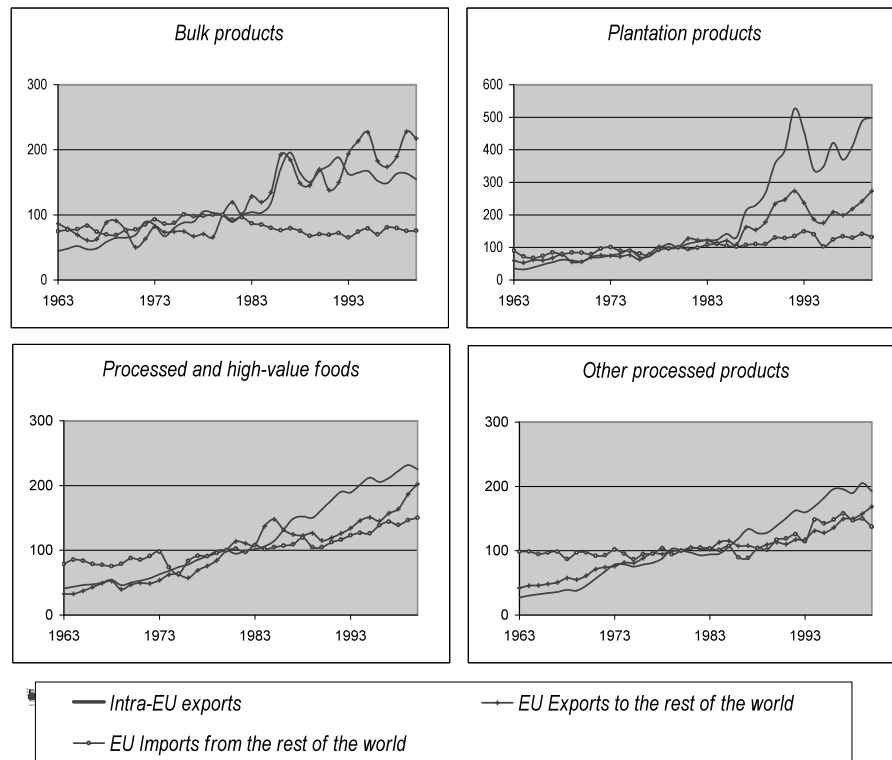 Bulk products
300
200
100
0
1963 1973 1983 1993
Plantation products
600
500
400
300
200
100
0
1963 1973 1983 1993
Processed and high-value foods
300
200
100
0
1963 1973 1983 1993
Other processed products
300
200
100
0
1963 1973 1983 1993
Intra-EU exports
EU Exports to the rest of the world
EU Imports from the rest of the world